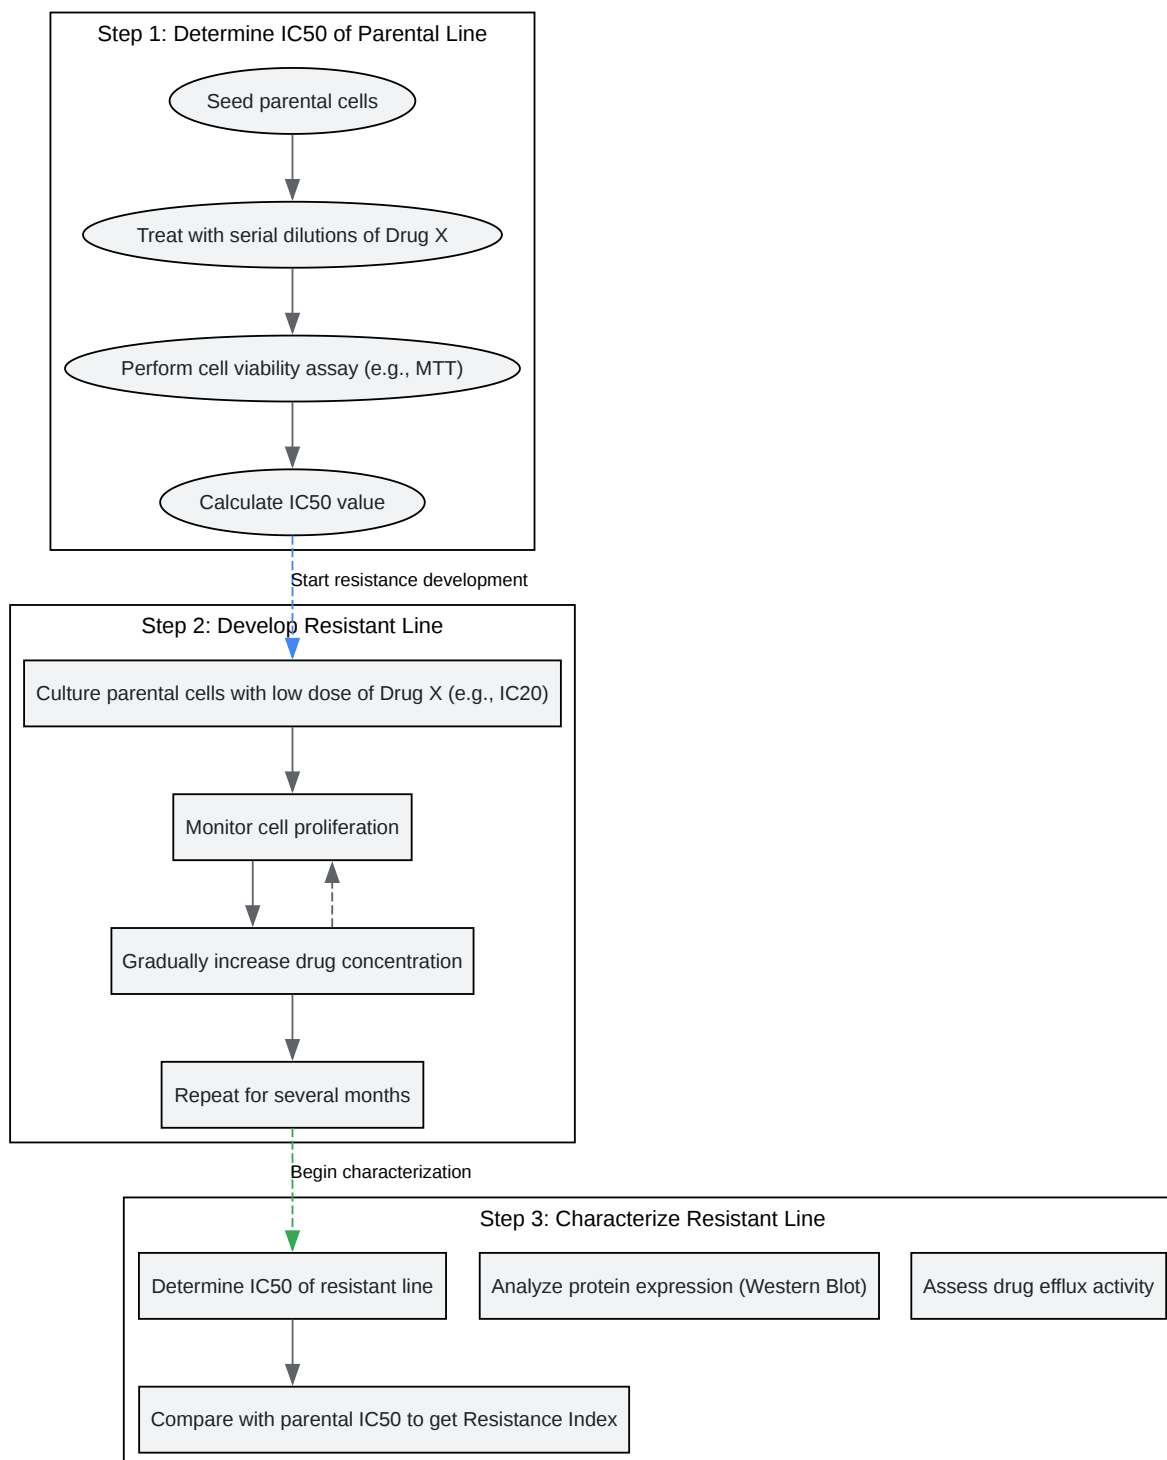 Step 1: Determine IC50 of Parental Line
Seed parental cells
Treat with serial dilutions of Drug X
Perform cell viability assay (e.g., MTT)
Calculate IC50 value
Start resistance development
Step 2: Develop Resistant Line
Culture parental cells with low dose of Drug X (e.g., IC20)
Monitor cell proliferation
Gradually increase drug concentration
Repeat for several months
Begin characterization
Step 3: Characterize Resistant Line
Determine IC50 of resistant line
Analyze protein expression (Western Blot)
Assess drug efflux activity
Compare with parental IC50 to get Resistance Index